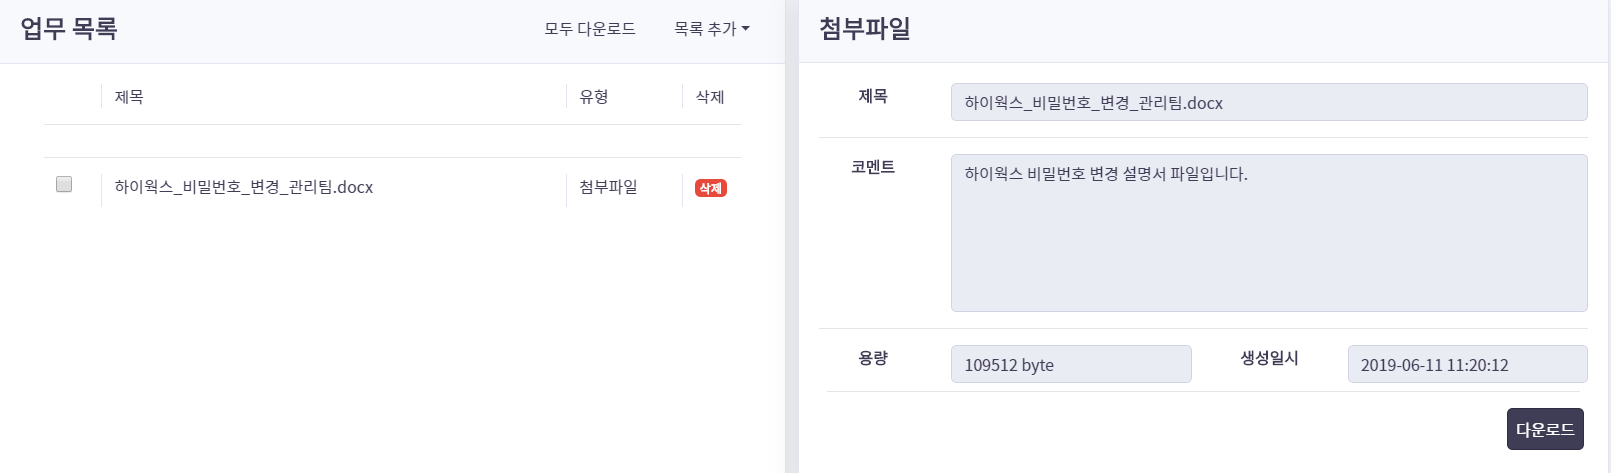 업무 목록
모두 다운로드
목록 추가
제목
유형
삭제
하이웍스_비밀번호_변경_관리팀.docx
첨부파일
삭제
첨부파일
제목
하이웍스_비밀번호_변경_관리팀.docx
코멘트
하이웍스 비밀번호 변경 설명서 파일입니다.
용량
109512 byte
생성일시
2019-06-11 11:20:12
다운로드